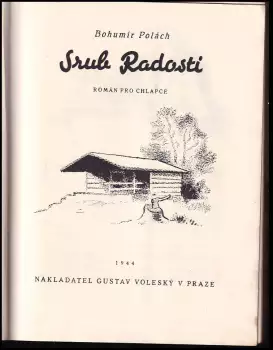 Bohumír Polách
Srub Radosti
ROMÁN PRO CHLAPCE
1944
NAKLADATEL GUSTAV VOLESKÝ V PRAZE